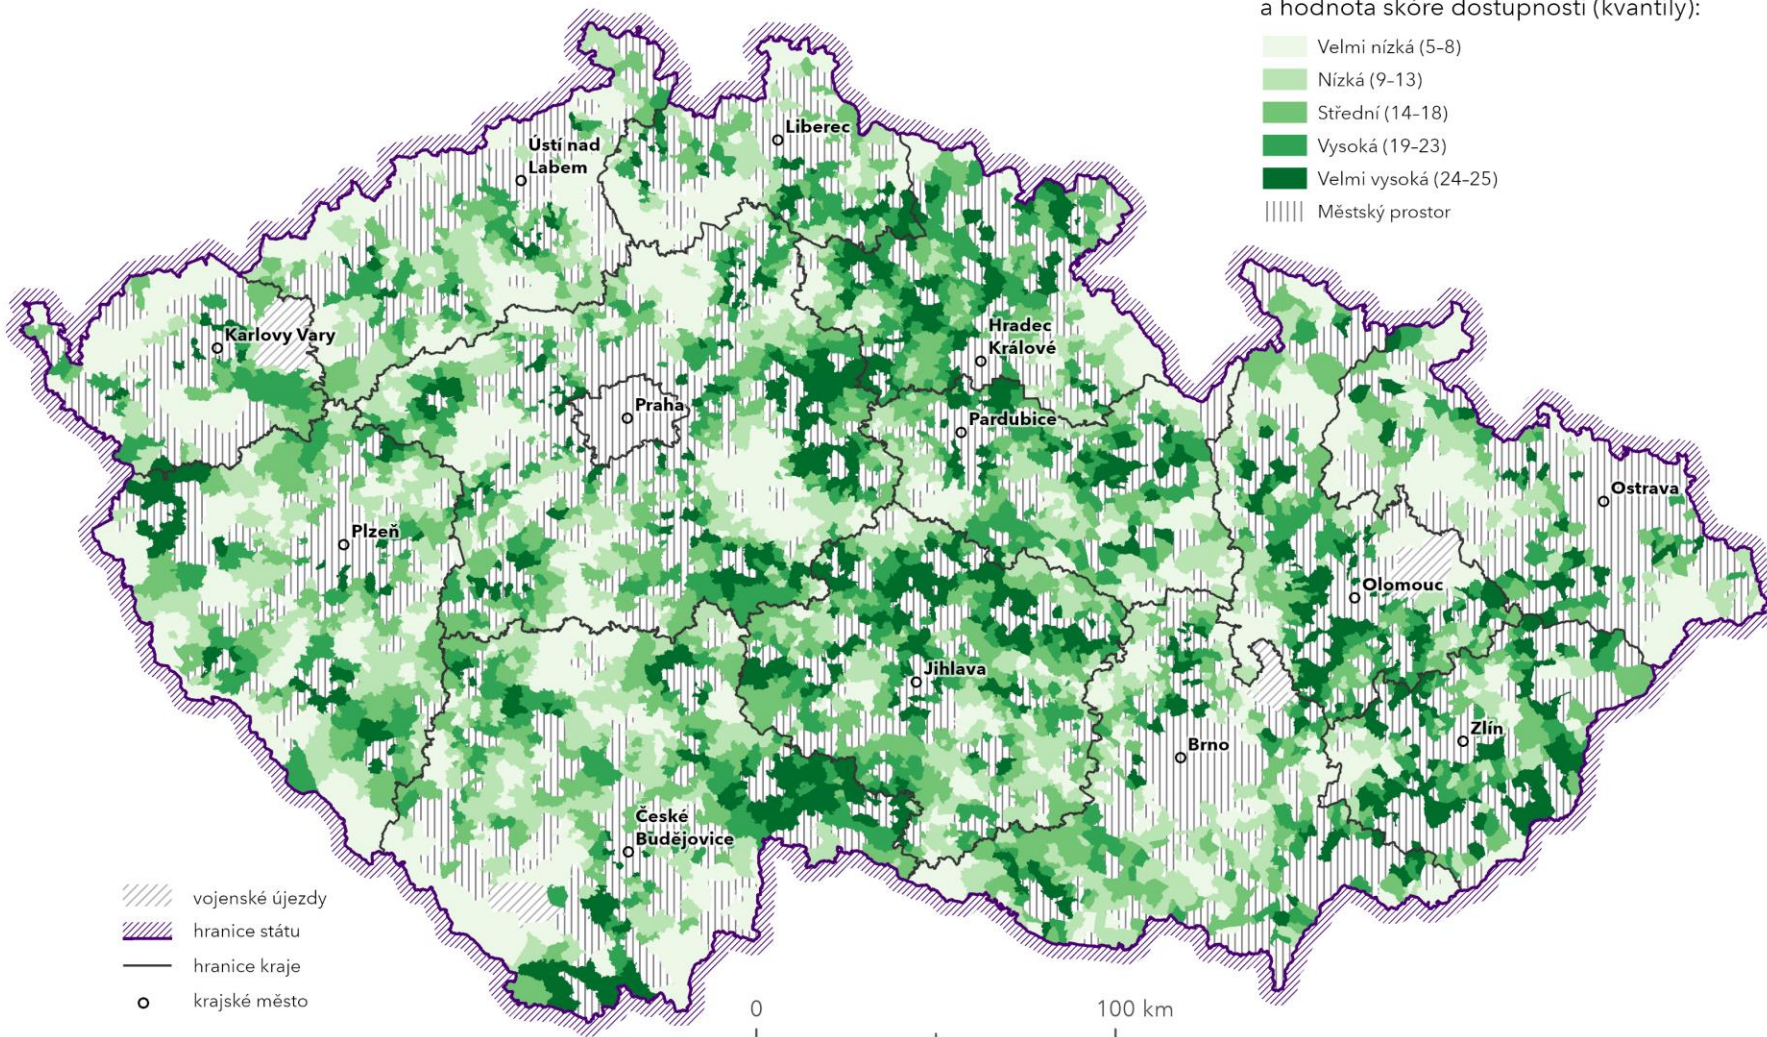 a hodnota skóre dostupnosti (kvantily):
Velmi nízká (5–8)
Nízká (9–13)
Střední (14–18)
Vysoká (19–23)
Velmi vysoká (24–25)
Městský prostor
Liberec
Ústí nad
Labem
Karlovy Vary
Hradec
Králové
Praha
Pardubice
Ostrava
Plzeň
Olomouc
Jihlava
Zlín
Brno
České
Budějovice
vojenské újezdy
hranice státu
hranice kraje
krajské město
0
100 km